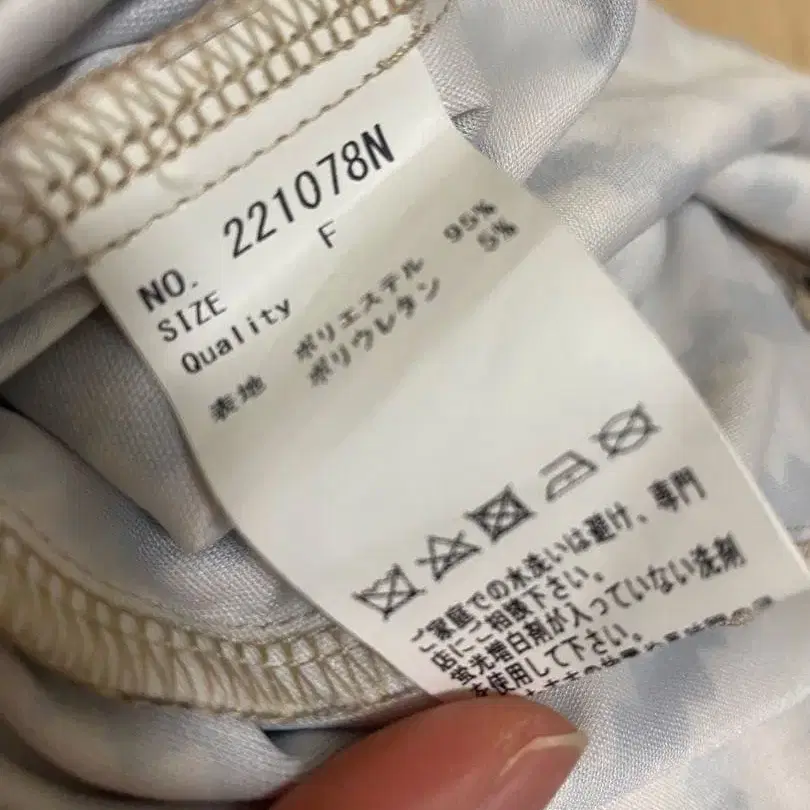 NO. 221078N
SIZE F
Quality
表地 ポリエステル 95%
ポリウレタン 5%
ご家庭での水洗いは避け、専門
店にご相談下さい。
蛍光増白剤が入っていない洗剤
を使用して下さい。